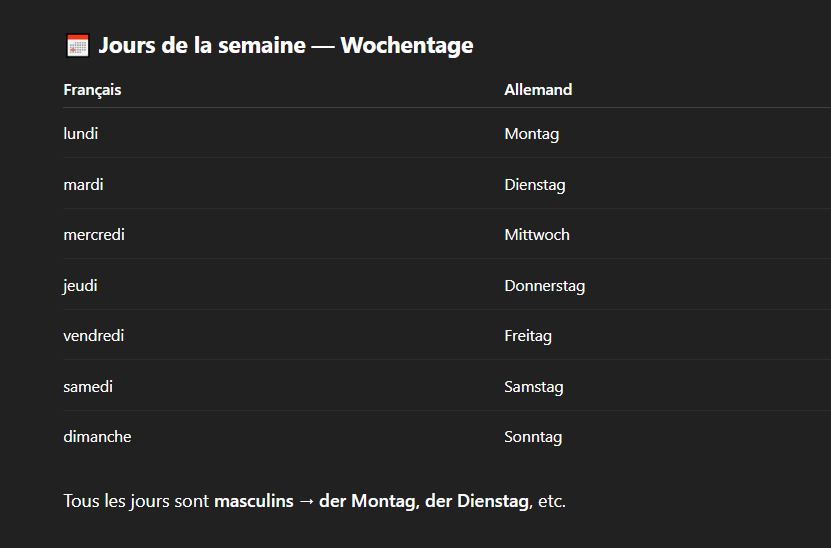 Jours de la semaine — Wochentage
Français Allemand
lundi Montag
mardi Dienstag
mercredi Mittwoch
jeudi Donnerstag
vendredi Freitag
samedi Samstag
dimanche Sonntag
Tous les jours sont masculins → der Montag, der Dienstag, etc.